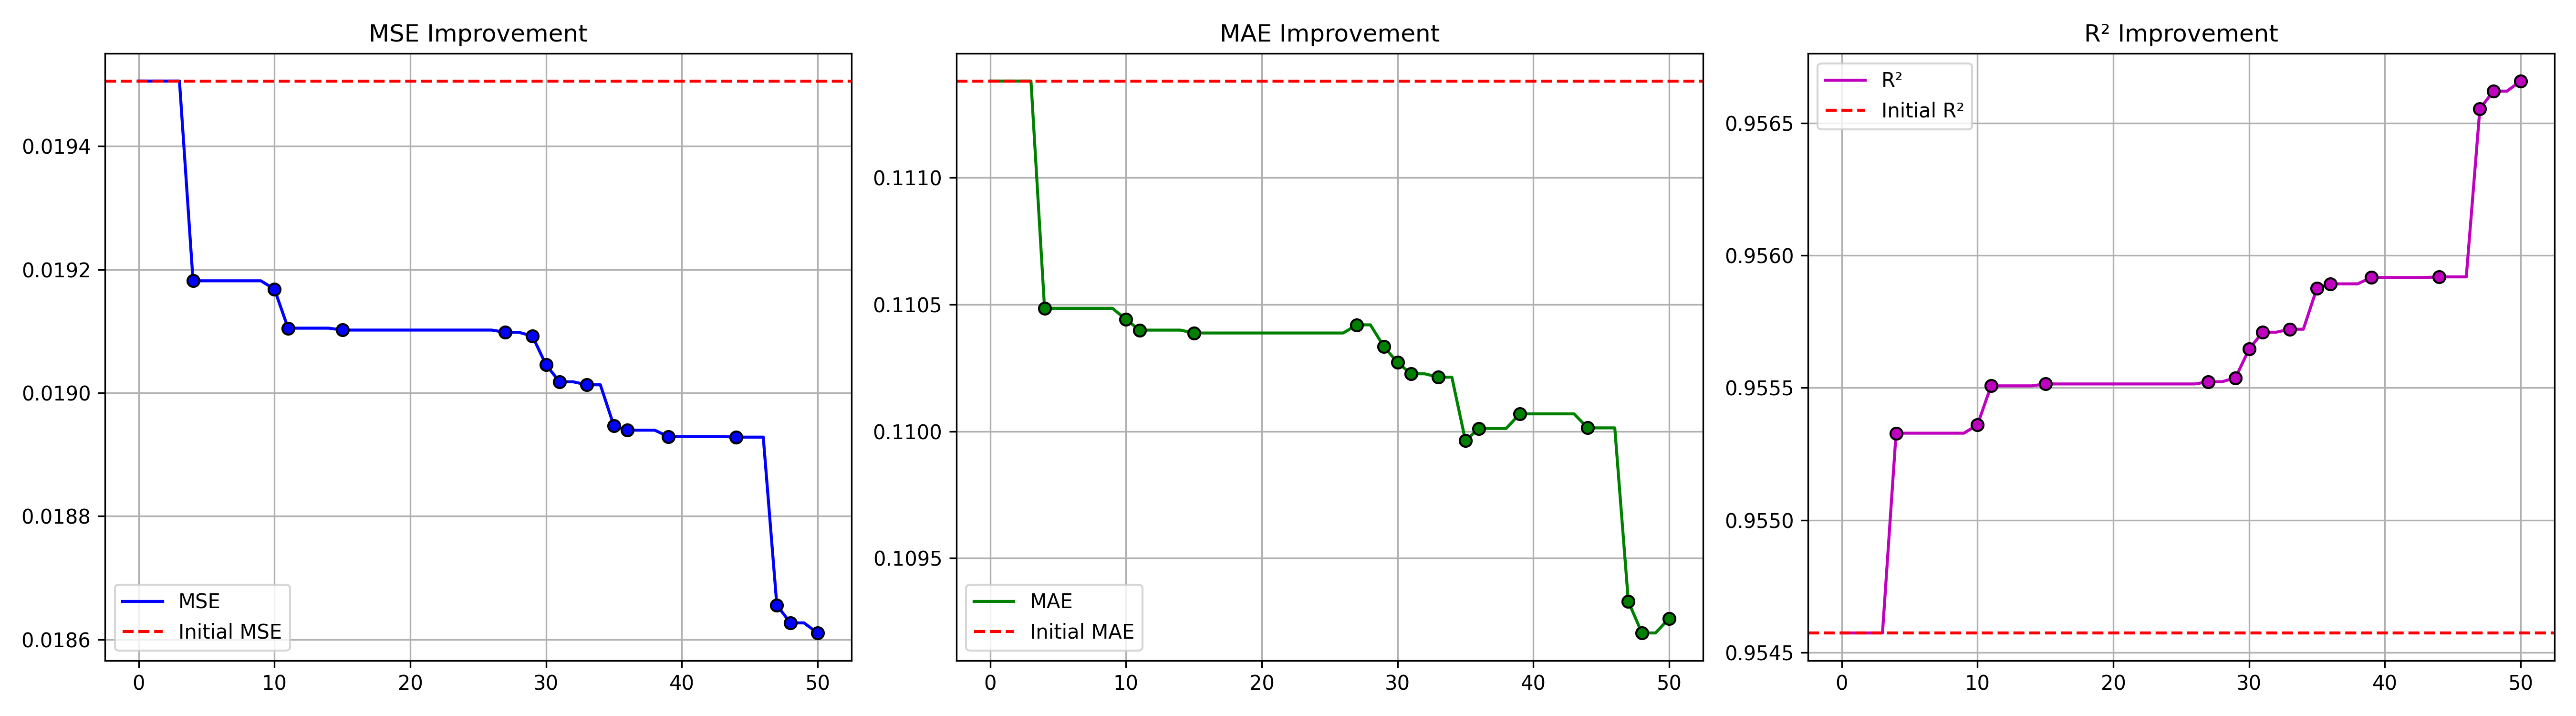 MSE Improvement
0.0194
0.0192
0.0190
0.0188
0.0186
MSE
Initial MSE
0 10 20 30 40 50
MAE Improvement
0.1110
0.1105
0.1100
0.1095
MAE
Initial MAE
0 10 20 30 40 50
R² Improvement
R²
Initial R²
0.9565
0.9560
0.9555
0.9550
0.9545
0 10 20 30 40 50